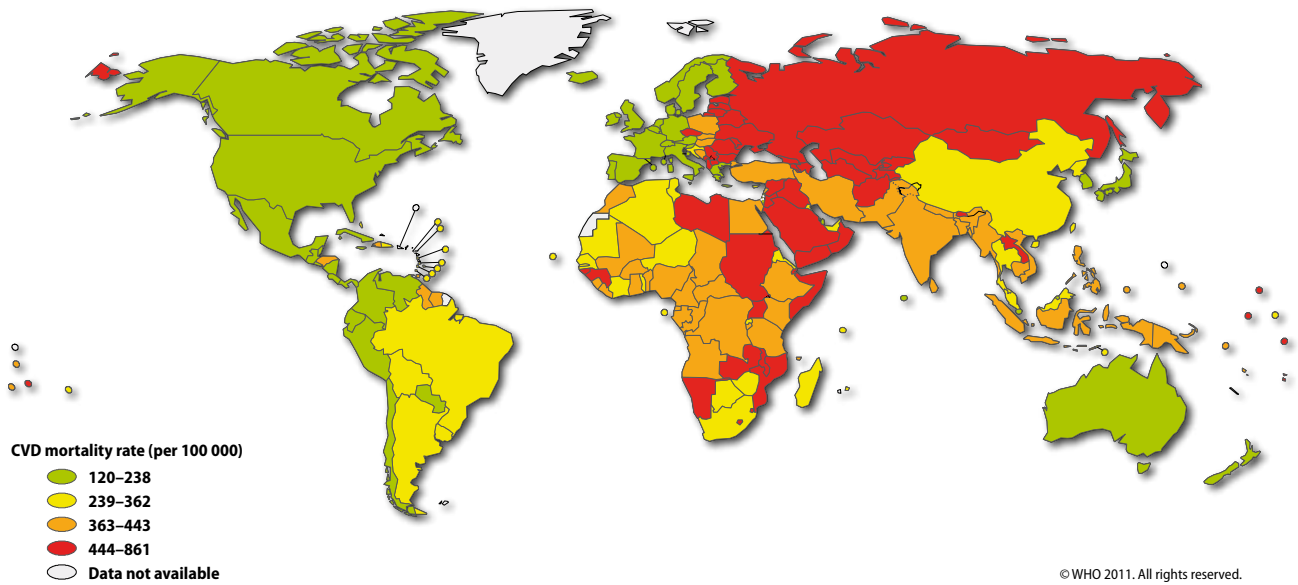 CVD mortality rate (per 100 000)
120–238
239–362
363–443
444–861
Data not available
© WHO 2011. All rights reserved.